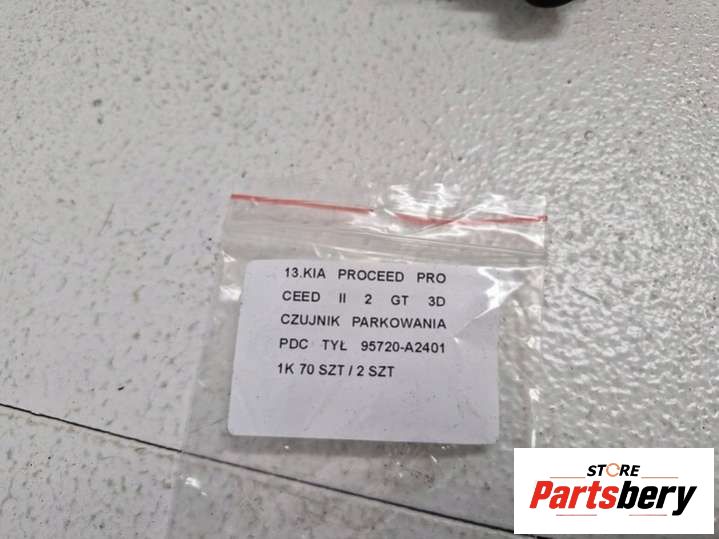 13.KIA PROCEED PRO
CEED II 2 GT 3D
CZUJNIK PARKOWANIA
PDC TYŁ 95720-A2401
1K 70 SZT / 2 SZT
STORE
Partsbery